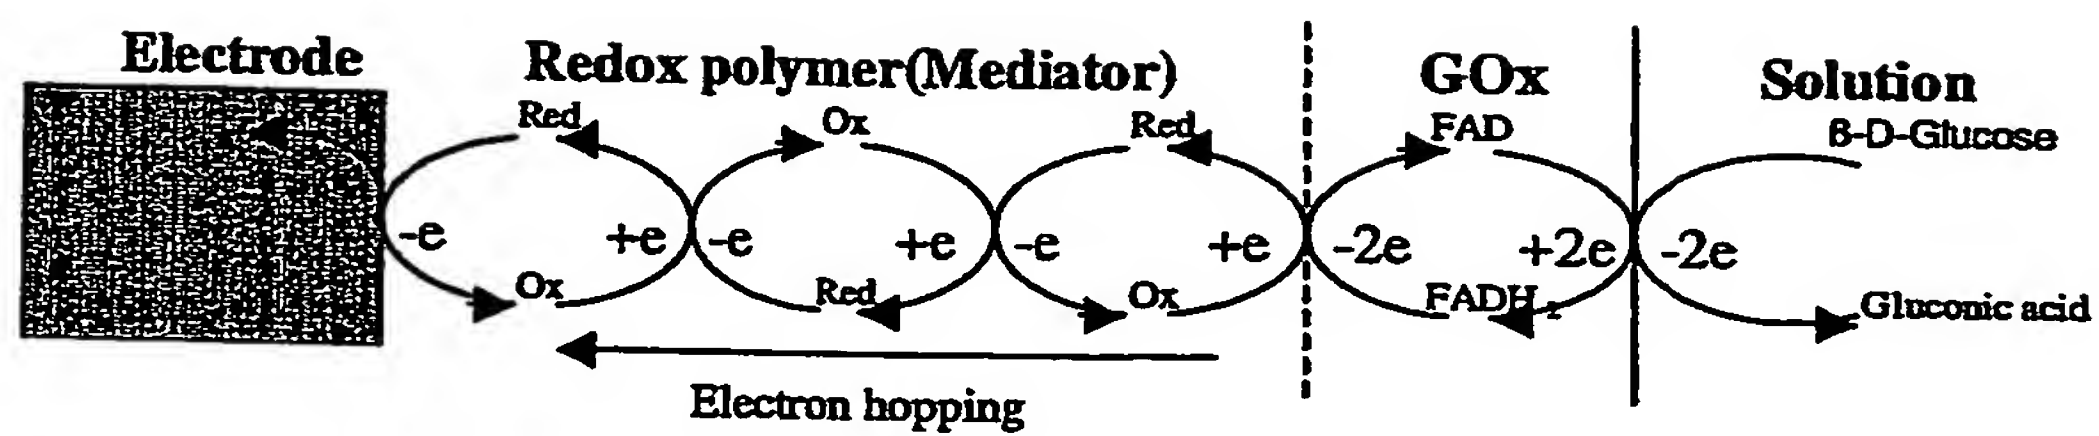 Electrode
Redox polymer(Mediator)
GOx
Solution
Red
Ox
Red
FAD
β-D-Glucose
-e
+e
-e
+e
-e
+e
-2e
+2e
-2e
Ox
Red
Ox
FADH2
Gluconic acid
Electron hopping